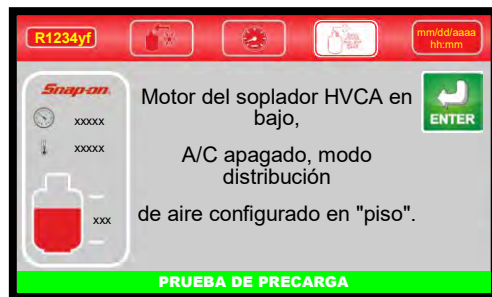 R1234yf
mm/dd/aaaa
hh:mm
Snap-on
xxxxx
xxxxx
xxx
Motor del soplador HVCA en
bajo,
A/C apagado, modo
distribución
de aire configurado en "piso".
ENTER
PRUEBA DE PRECARGA